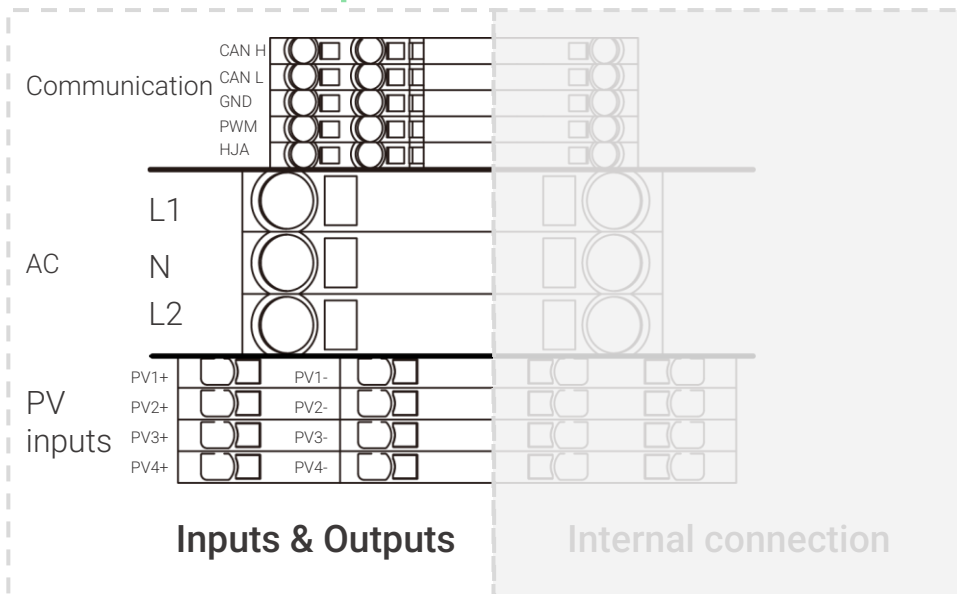 Communication
CAN H
CAN L
GND
PWM
HJA
AC
L1
N
L2
PV
inputs
PV1+ PV1-
PV2+ PV2-
PV3+ PV3-
PV4+ PV4-
Inputs & Outputs
Internal connection